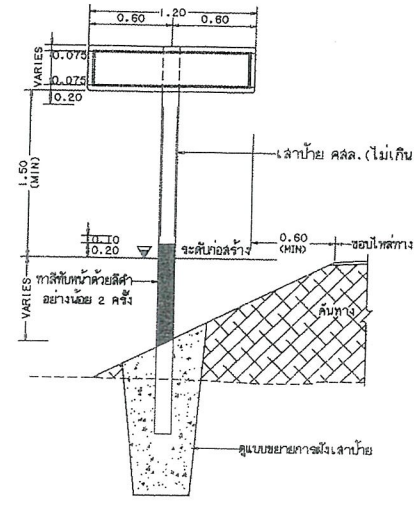 1.20
0.60 0.60
VARIES
0.075
0.075
0.20
1.50
(MIN)
เสาป้าย คสล. (ไม่เกิน
0.10
0.20
ระดับก่อสร้าง
0.60
(MIN)
ขอบไหล่ทาง
VARIES
ทาสีทับหน้าด้วยสีดำ
อย่างน้อย 2 ครั้ง
คันทาง
ดูแบบขยายการฝังเสาป้าย